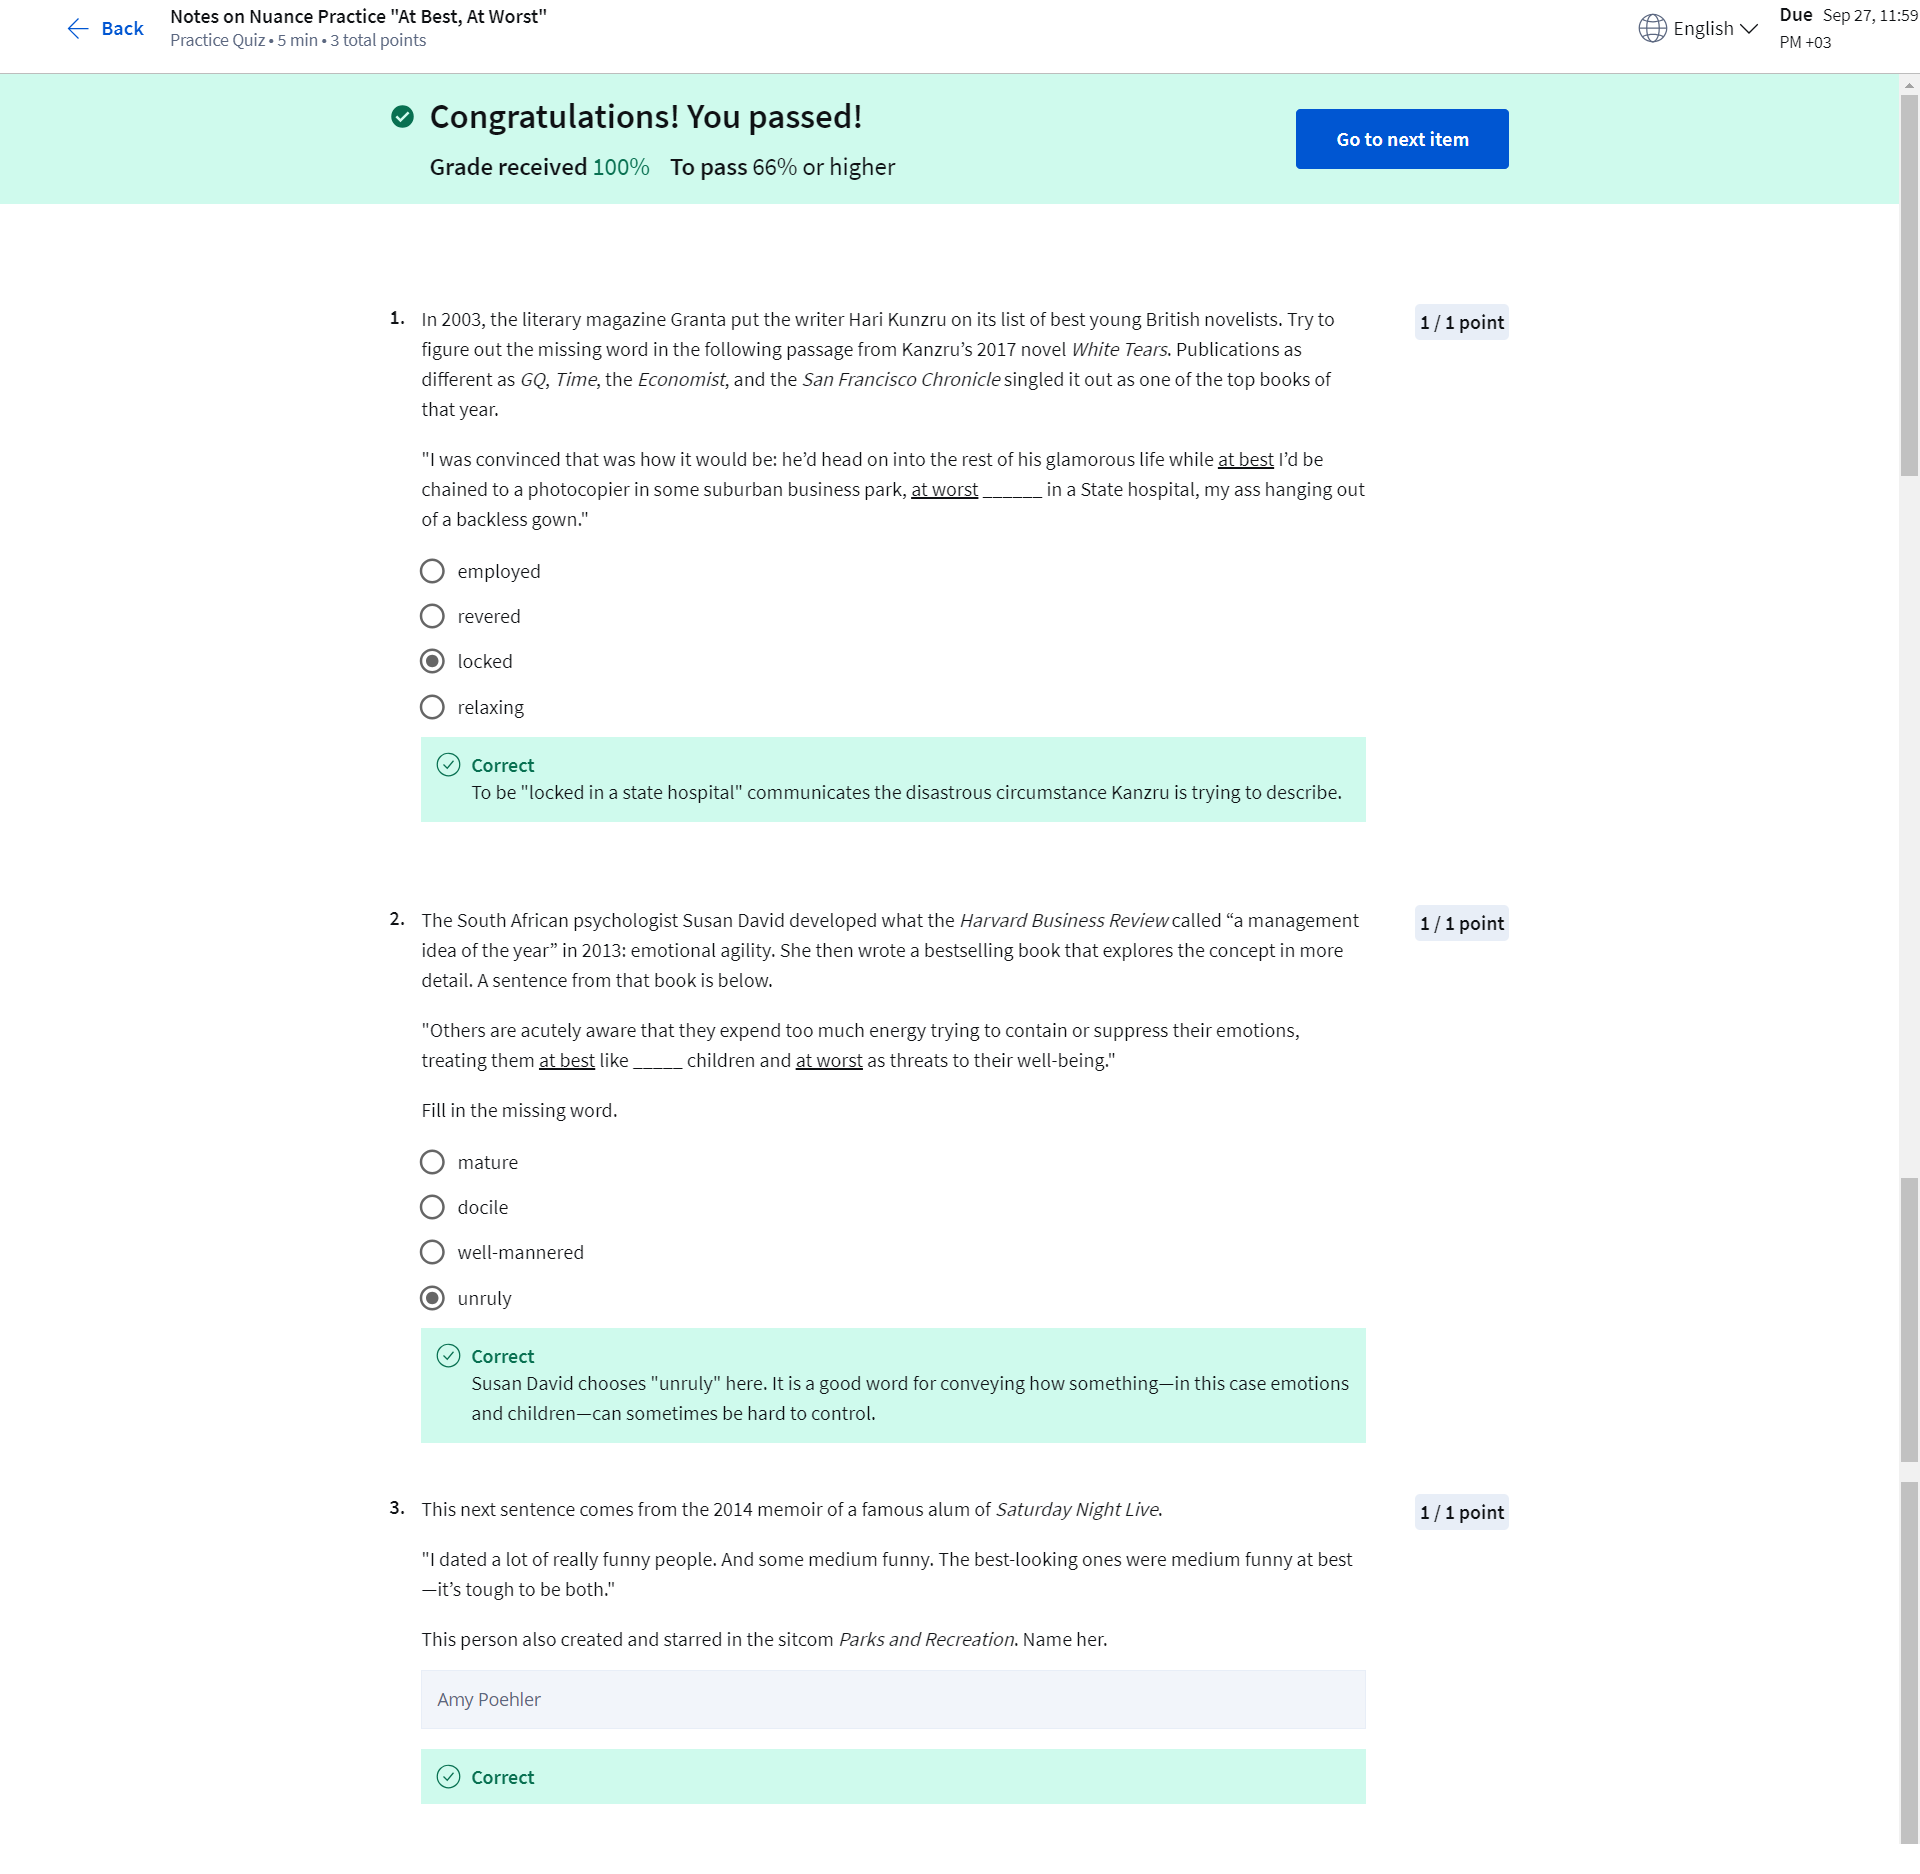 Back
Notes on Nuance Practice "At Best, At Worst"
Practice Quiz • 5 min • 3 total points
English
Due Sep 27, 11:59
PM +03
Congratulations! You passed!
Grade received 100% To pass 66% or higher
Go to next item
1. In 2003, the literary magazine Granta put the writer Hari Kunzru on its list of best young British novelists. Try to
figure out the missing word in the following passage from Kanzru’s 2017 novel White Tears. Publications as
different as GQ, Time, the Economist, and the San Francisco Chronicle singled it out as one of the top books of
that year.
1 / 1 point
"I was convinced that was how it would be: he’d head on into the rest of his glamorous life while at best I’d be
chained to a photocopier in some suburban business park, at worst ______ in a State hospital, my ass hanging out
of a backless gown."
employed
revered
locked
relaxing
Correct
To be "locked in a state hospital" communicates the disastrous circumstance Kanzru is trying to describe.
2. The South African psychologist Susan David developed what the Harvard Business Review called “a management
idea of the year” in 2013: emotional agility. She then wrote a bestselling book that explores the concept in more
detail. A sentence from that book is below.
1 / 1 point
"Others are acutely aware that they expend too much energy trying to contain or suppress their emotions,
treating them at best like _____ children and at worst as threats to their well-being."
Fill in the missing word.
mature
docile
well-mannered
unruly
Correct
Susan David chooses "unruly" here. It is a good word for conveying how something—in this case emotions
and children—can sometimes be hard to control.
3. This next sentence comes from the 2014 memoir of a famous alum of Saturday Night Live.
1 / 1 point
"I dated a lot of really funny people. And some medium funny. The best-looking ones were medium funny at best
—it’s tough to be both."
This person also created and starred in the sitcom Parks and Recreation. Name her.
Amy Poehler
Correct